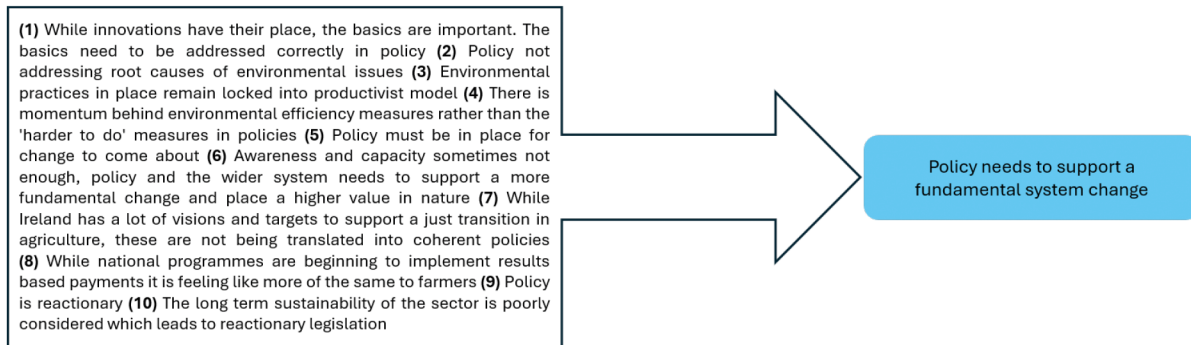 (1) While innovations have their place, the basics are important. The
basics need to be addressed correctly in policy (2) Policy not
addressing root causes of environmental issues (3) Environmental
practices in place remain locked into productivist model (4) There is
momentum behind environmental efficiency measures rather than the
'harder to do' measures in policies (5) Policy must be in place for
change to come about (6) Awareness and capacity sometimes not
enough, policy and the wider system needs to support a more
fundamental change and place a higher value in nature (7) While
Ireland has a lot of visions and targets to support a just transition in
agriculture, these are not being translated into coherent policies
(8) While national programmes are beginning to implement results
based payments it is feeling like more of the same to farmers (9) Policy
is reactionary (10) The long term sustainability of the sector is poorly
considered which leads to reactionary legislation
Policy needs to support a
fundamental system change